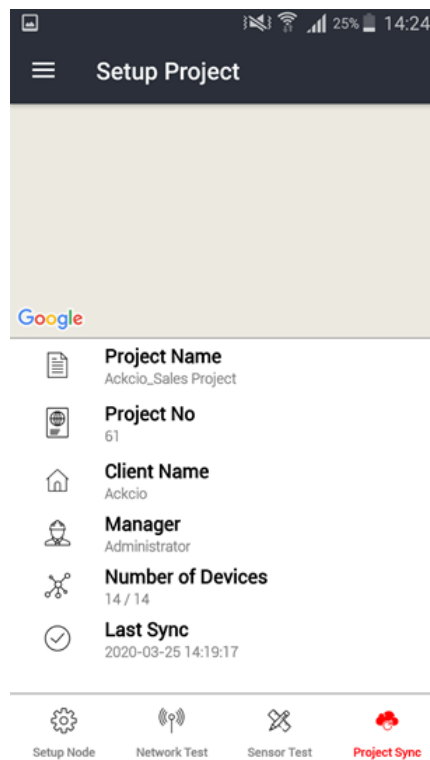 25% 14:24
Setup Project
Google
Project Name
Ackcio_Sales Project
Project No
61
Client Name
Ackcio
Manager
Administrator
Number of Devices
14 / 14
Last Sync
2020-03-25 14:19:17
Setup Node Network Test Sensor Test Project Sync